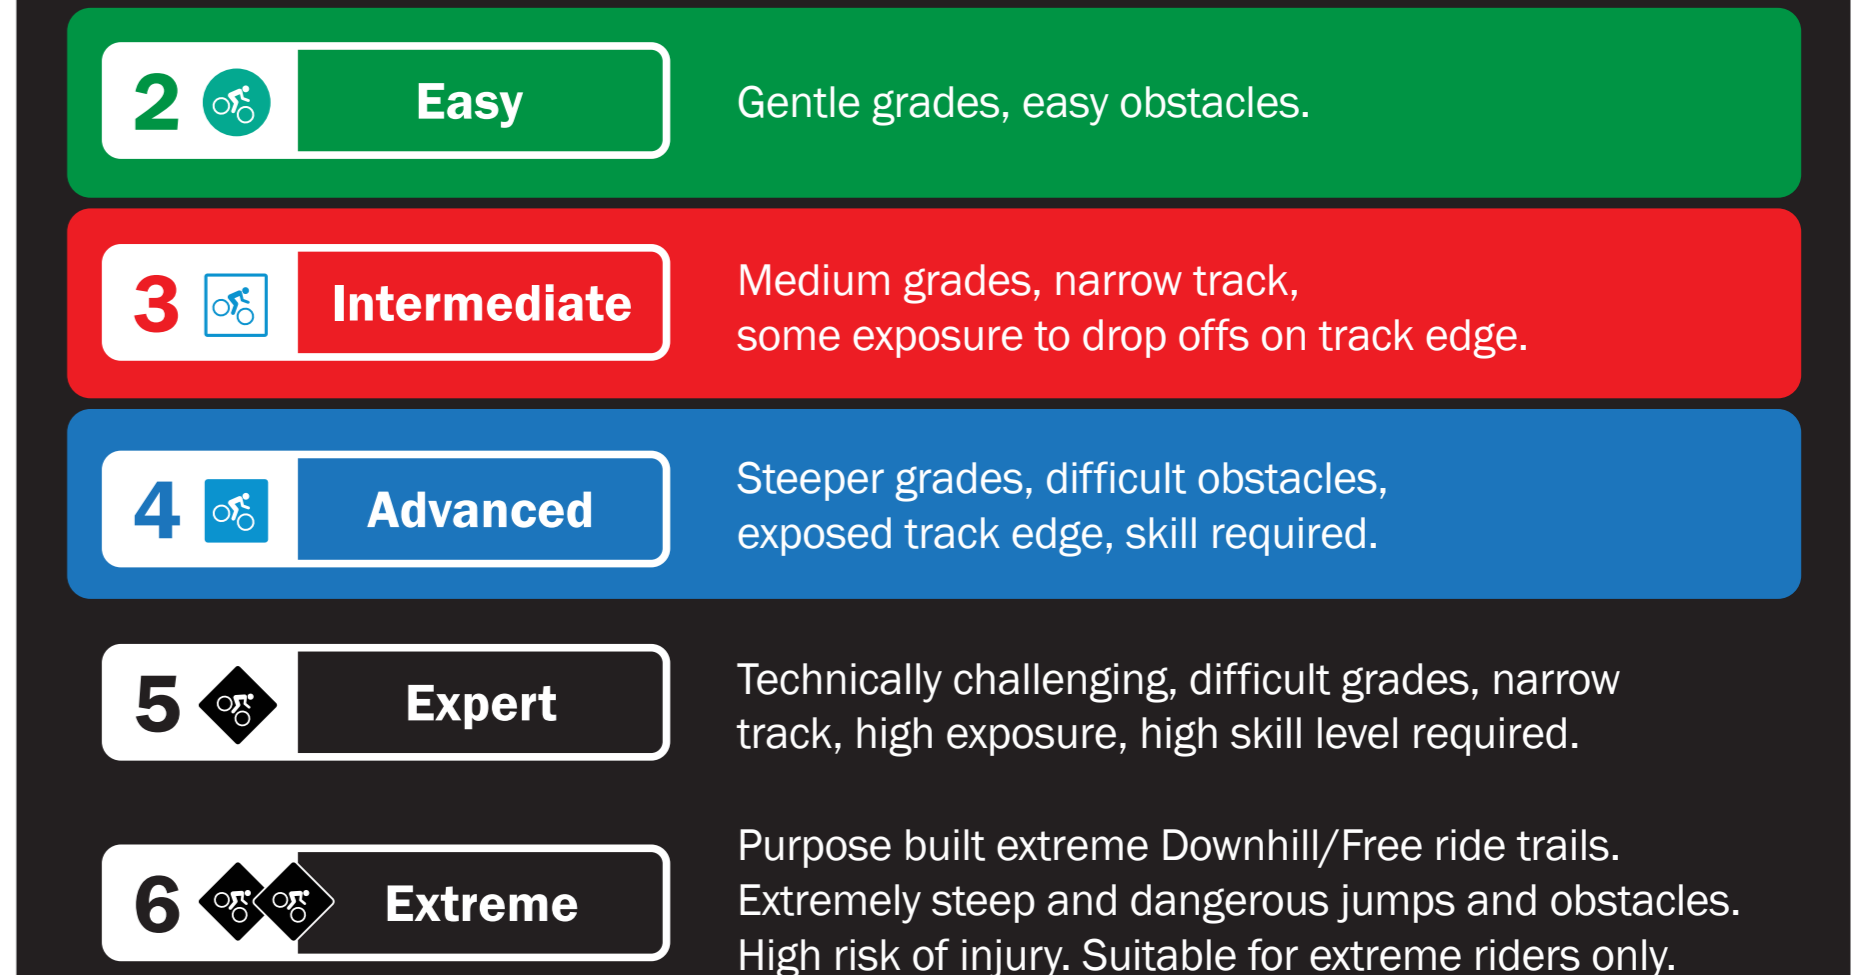 2 Easy
Gentle grades, easy obstacles.
3 Intermediate
Medium grades, narrow track,
some exposure to drop offs on track edge.
4 Advanced
Steeper grades, difficult obstacles,
exposed track edge, skill required.
5 Expert
Technically challenging, difficult grades, narrow
track, high exposure, high skill level required.
6 Extreme
Purpose built extreme Downhill/Free ride trails.
Extremely steep and dangerous jumps and obstacles.
High risk of injury. Suitable for extreme riders only.